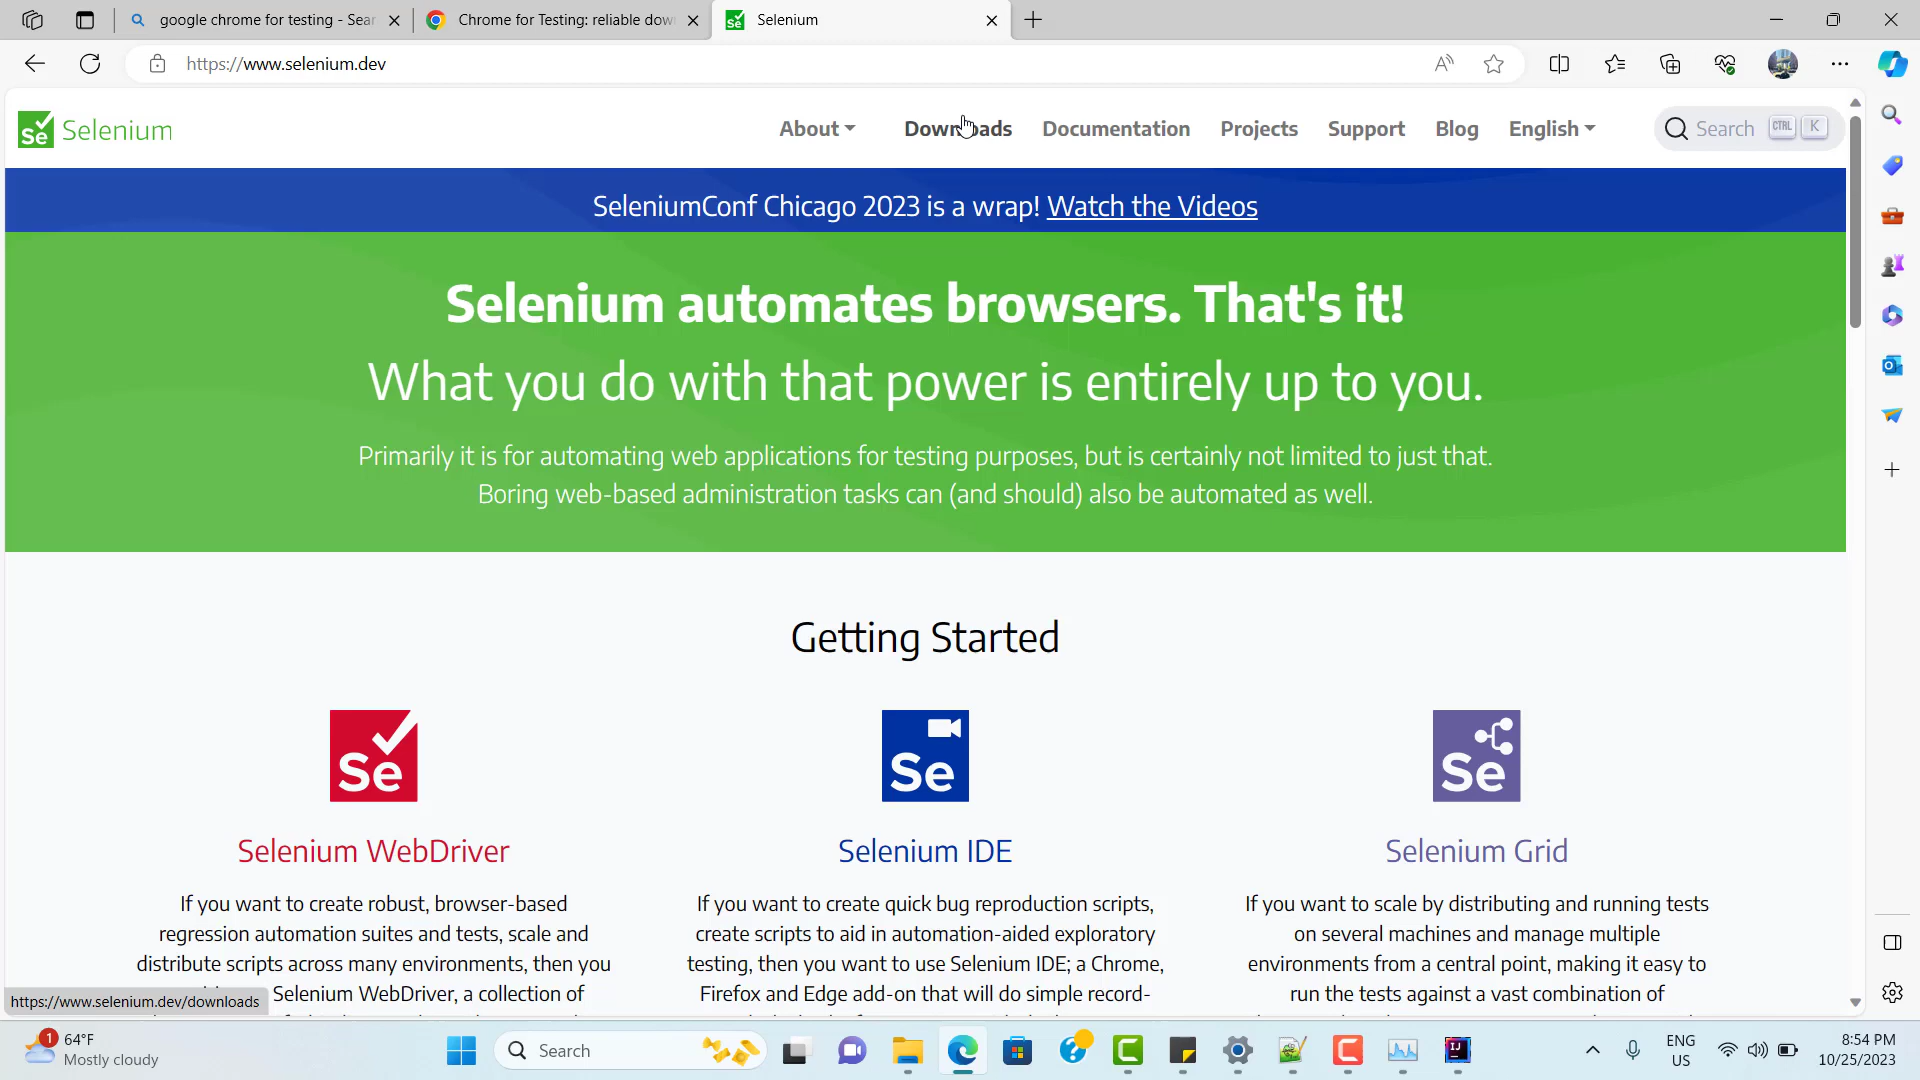 google chrome for testing - Sear
Chrome for Testing: reliable dow
Selenium
https://www.selenium.dev
Se Selenium
About
Downloads
Documentation
Projects
Support
Blog
English
Search CTRL K
SeleniumConf Chicago 2023 is a wrap! Watch the Videos
Selenium automates browsers. That's it!
What you do with that power is entirely up to you.
Primarily it is for automating web applications for testing purposes, but is certainly not limited to just that.
Boring web-based administration tasks can (and should) also be automated as well.
Getting Started
Se
Selenium WebDriver
If you want to create robust, browser-based
regression automation suites and tests, scale and
distribute scripts across many environments, then you
Selenium WebDriver, a collection of
Se
Selenium IDE
If you want to create quick bug reproduction scripts,
create scripts to aid in automation-aided exploratory
testing, then you want to use Selenium IDE; a Chrome,
Firefox and Edge add-on that will do simple record-
Se
Selenium Grid
If you want to scale by distributing and running tests
on several machines and manage multiple
environments from a central point, making it easy to
run the tests against a vast combination of
https://www.selenium.dev/downloads
1
64°F
Mostly cloudy
Search
ENG
US
8:54 PM
10/25/2023